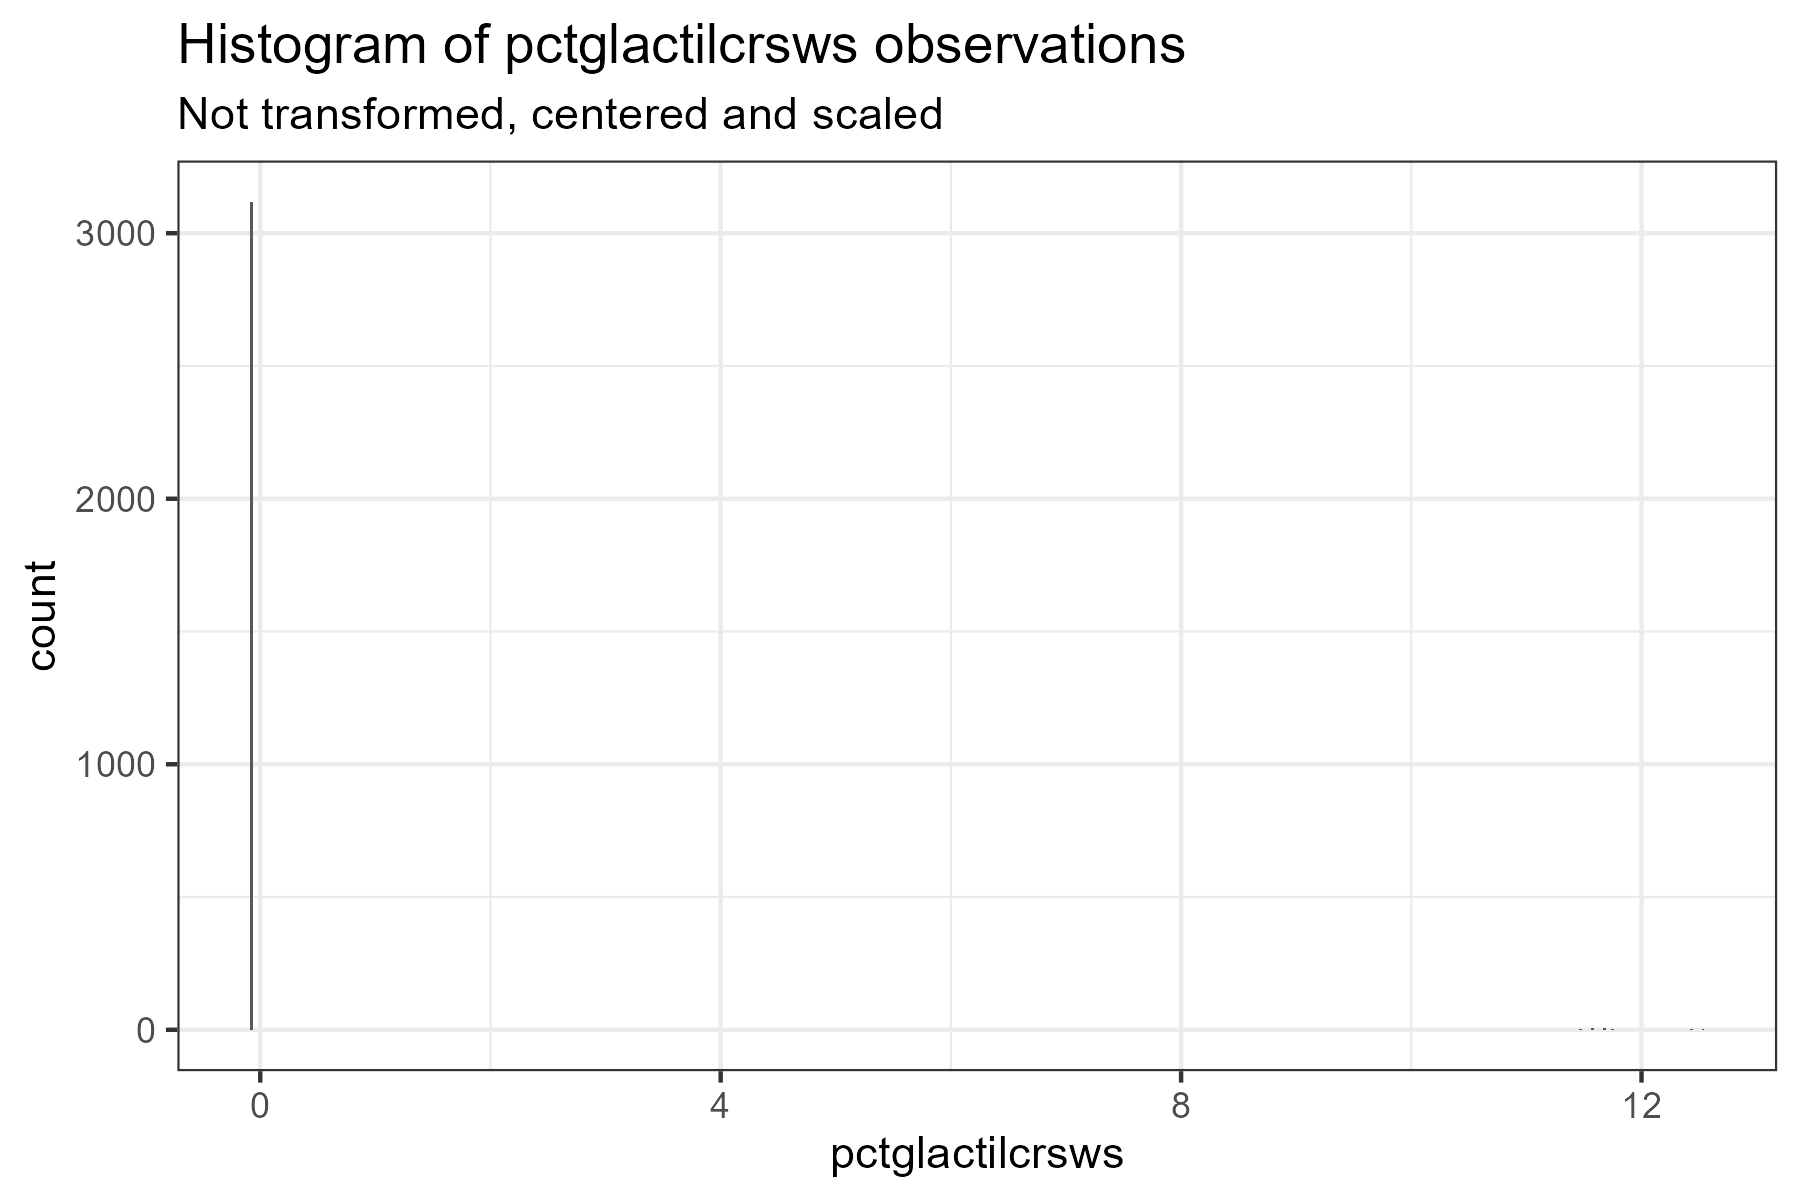 Histogram of pctglactilcrsws observations
Not transformed, centered and scaled
3000
2000
1000
0
count
0 4 8 12
pctglactilcrsws